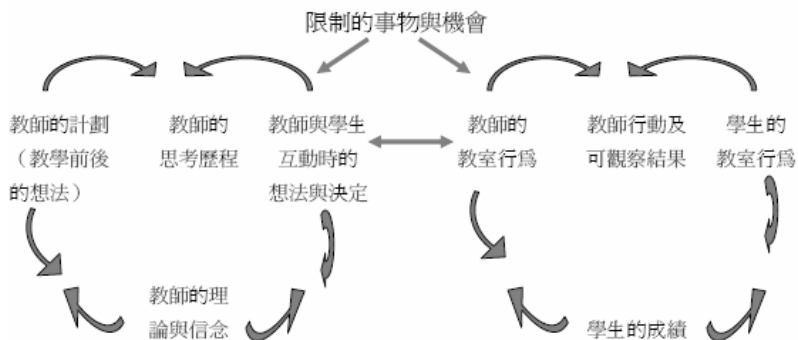 限制的事物與機會
教師的計劃
（教學前後
的想法）
教師的
思考歷程
教師與學生
互動時的
想法與決定
教師的
教室行為
教師行動及
可觀察結果
學生的
教室行為
教師的理
論與信念
學生的成績